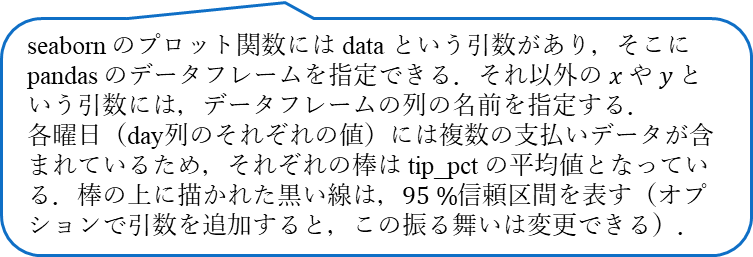 seaborn のプロット関数には data という引数があり，そこに
pandas のデータフレームを指定できる．それ以外の x や y と
いう引数には，データフレームの列の名前を指定する．
各曜日（day列のそれぞれの値）には複数の支払いデータが含
まれているため，それぞれの棒は tip_pct の平均値となってい
る．棒の上に描かれた黒い線は，95 %信頼区間を表す（オプ
ションで引数を追加すると，この振る舞いは変更できる）．